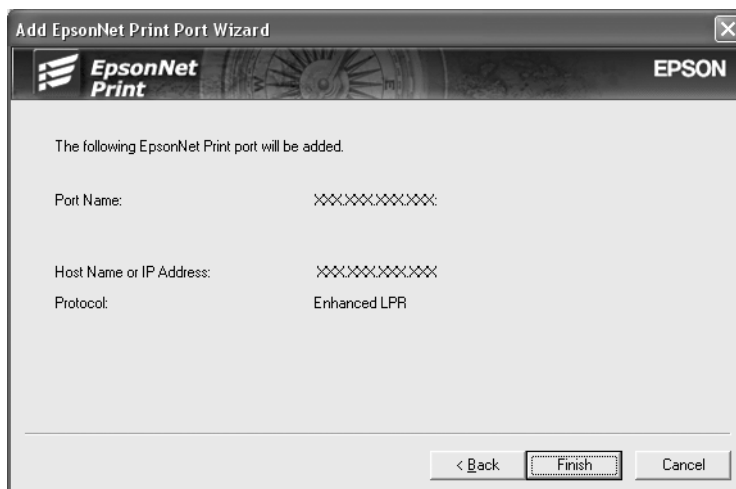 Add EpsonNet Print Port Wizard
EpsonNet
Print
EPSON
The following EpsonNet Print port will be added.
Port Name: XXX.XXX.XXX.XXX:
Host Name or IP Address: XXX.XXX.XXX.XXX
Protocol: Enhanced LPR
< Back Finish Cancel